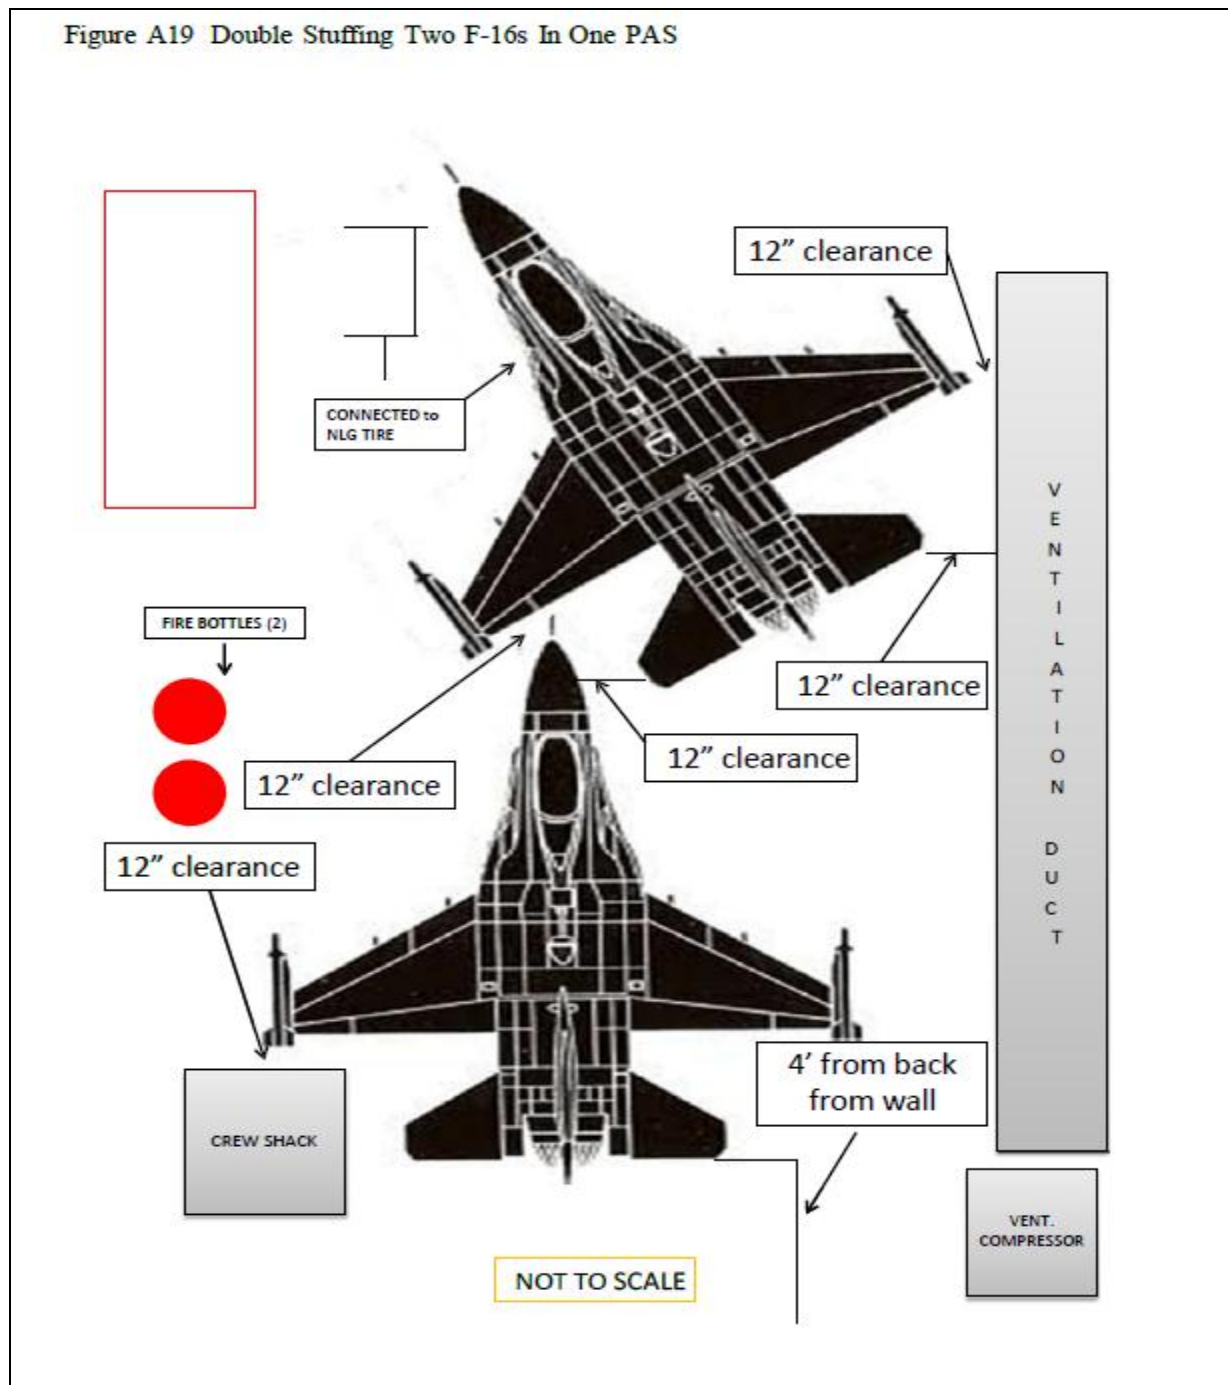 Figure A19 Double Stuffing Two F-16s In One PAS
12” clearance
CONNECTED to
NLG TIRE
VENTILATION DUCT
FIRE BOTTLES (2)
12” clearance
12” clearance
12” clearance
12” clearance
4’ from back
from wall
CREW SHACK
VENT.
COMPRESSOR
NOT TO SCALE